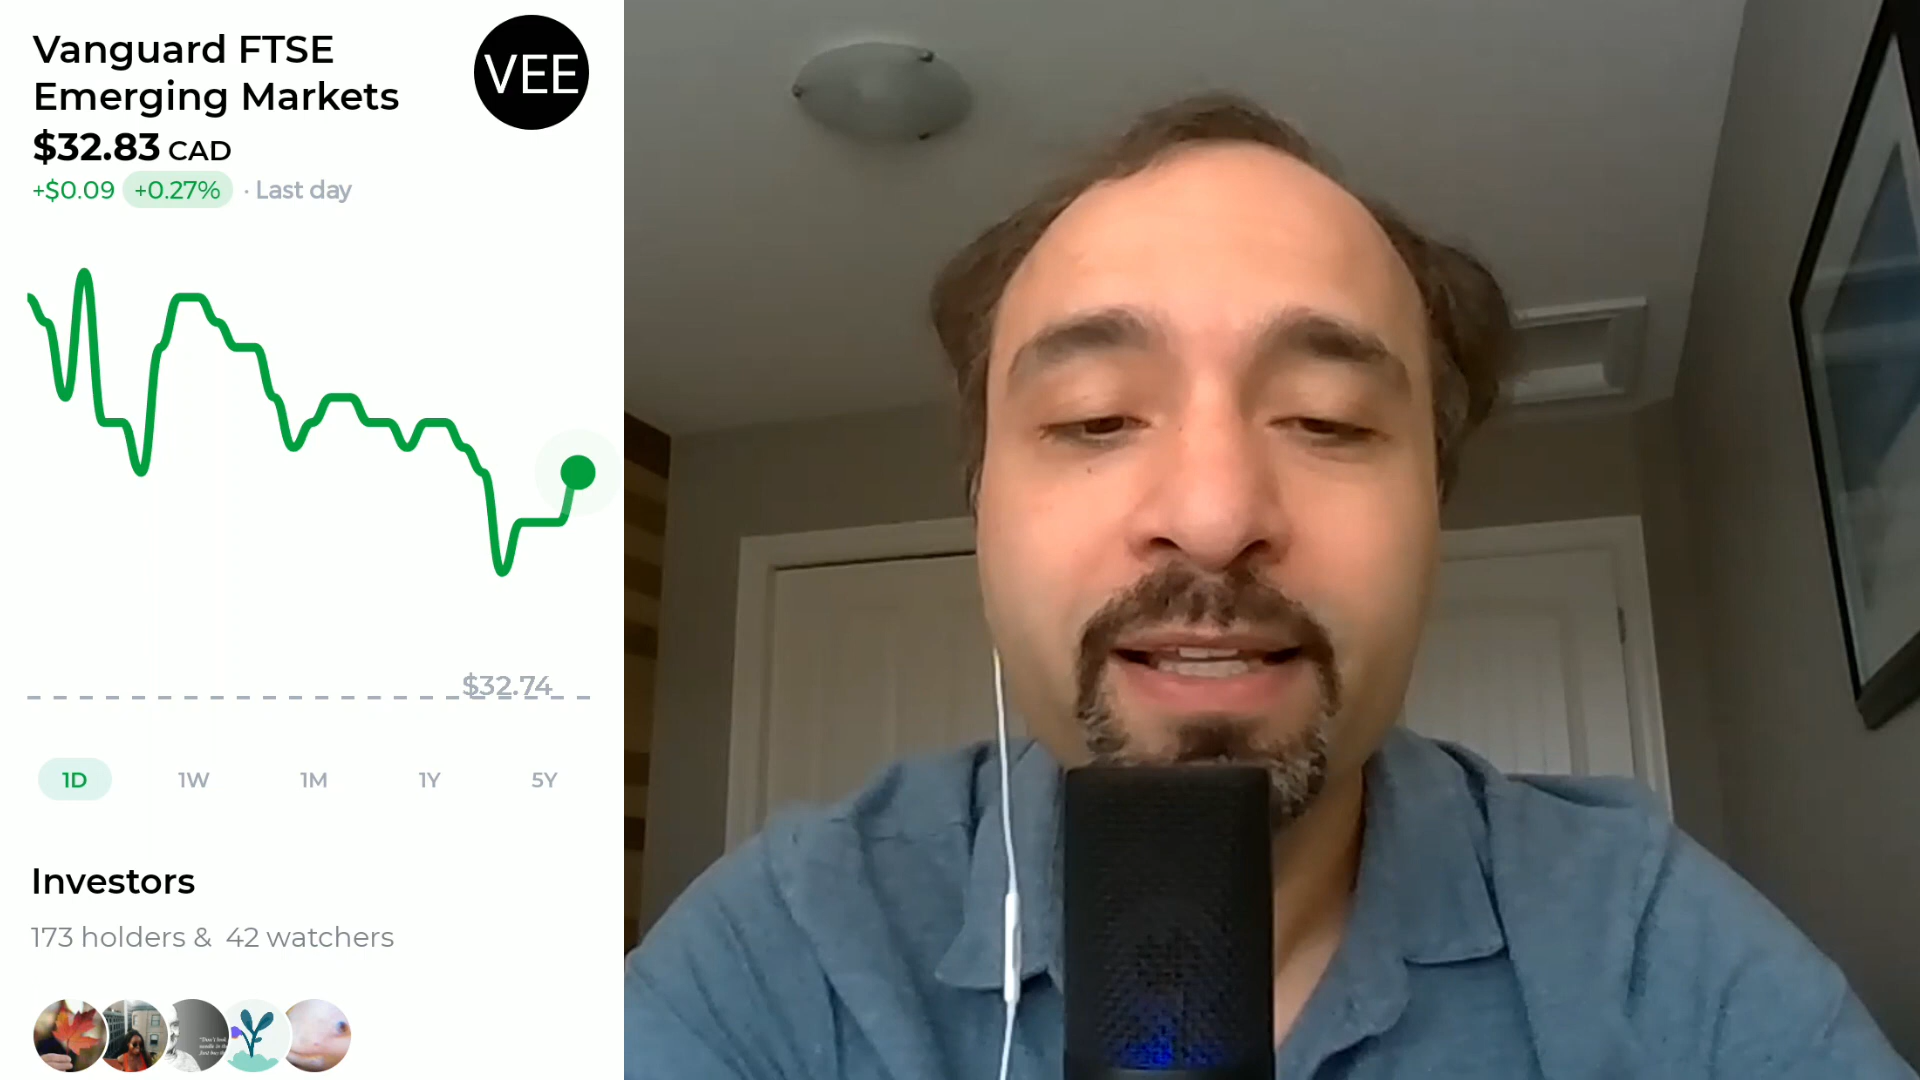 Vanguard FTSE
Emerging Markets
VEE
$32.83 CAD
+$0.09 +0.27% · Last day
$32.74
1D 1W 1M 1Y 5Y
Investors
173 holders & 42 watchers